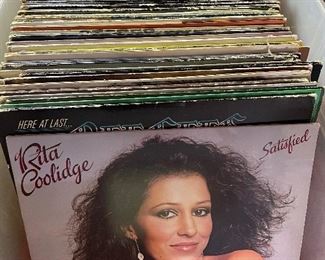 HERE AT LAST...
Rita
Coolidge
Satisfied